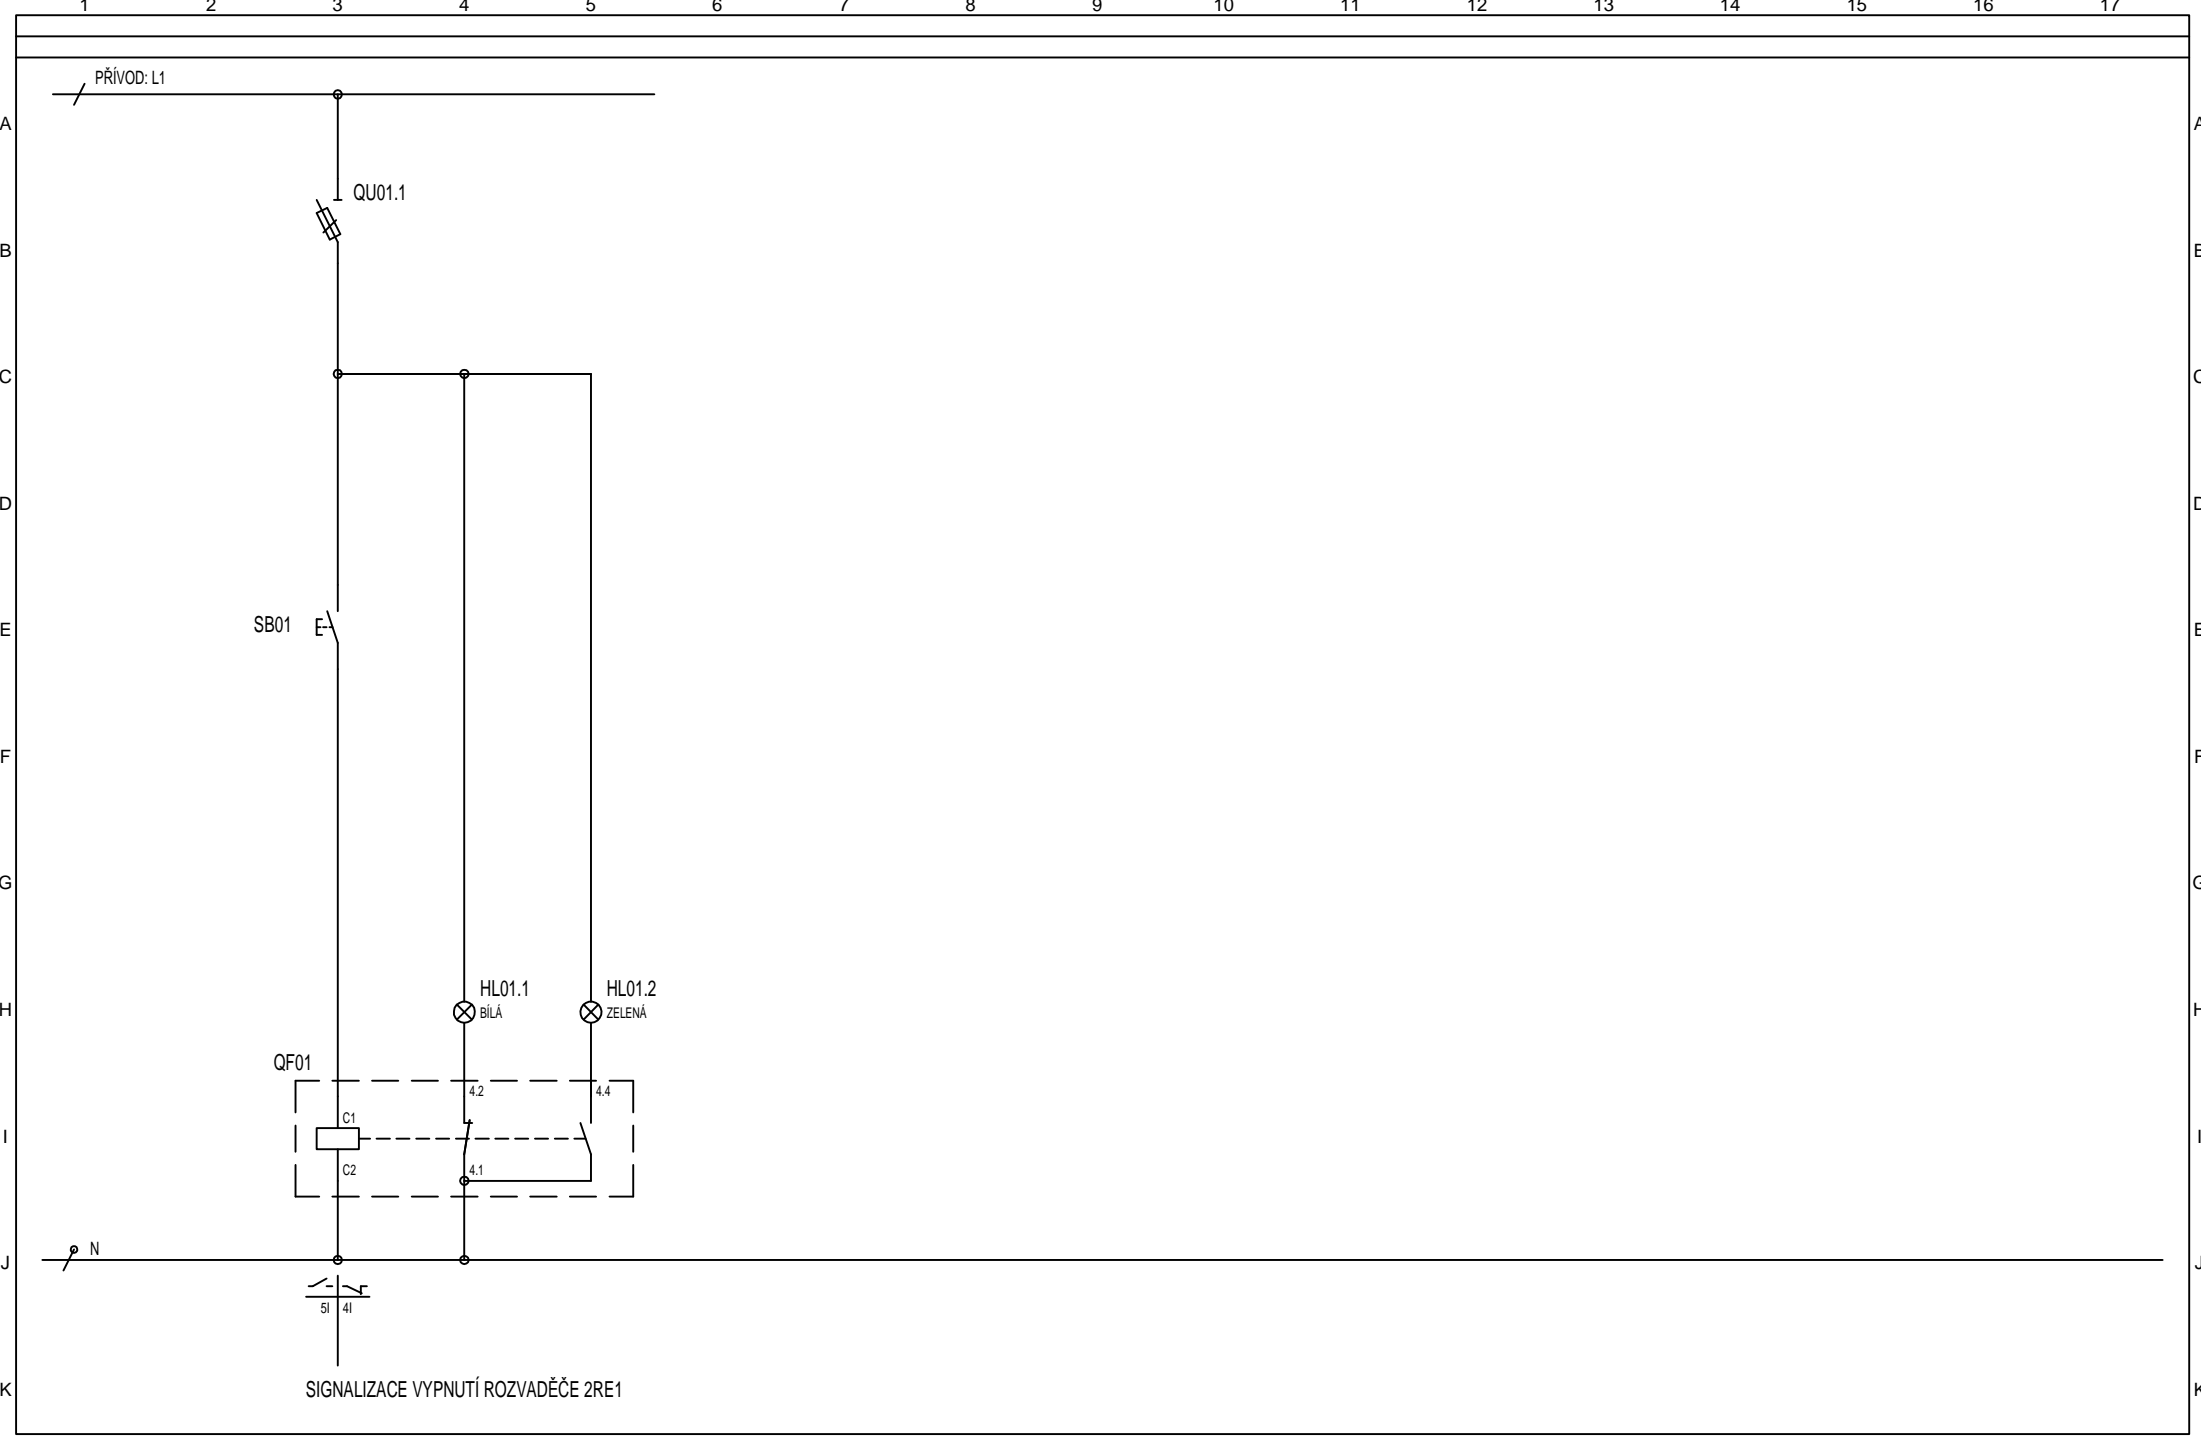 1 2 3 4 5 6 7 8 9 10 11 12 13 14 15 16 17
PŘÍVOD: L1
A A
QU01.1
B B
C C
D D
SB01
E E
F F
G G
HL01.1 HL01.2
H BÍLÁ ZELENÁ H
QF01
4.2 4.4
C1
I I
C2 4.1
N
J J
5I 4I
K SIGNALIZACE VYPNUTÍ ROZVADĚČE 2RE1 K